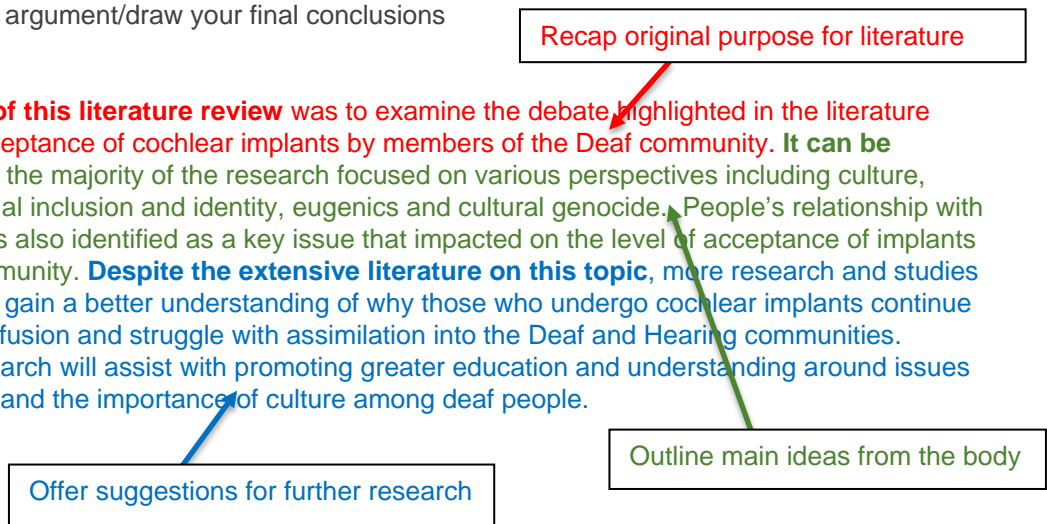 argument/draw your final conclusions
Recap original purpose for literature
of this literature review was to examine the debate highlighted in the literature
ceptance of cochlear implants by members of the Deaf community. It can be
the majority of the research focused on various perspectives including culture,
al inclusion and identity, eugenics and cultural genocide. People's relationship with
s also identified as a key issue that impacted on the level of acceptance of implants
munity. Despite the extensive literature on this topic, more research and studies
gain a better understanding of why those who undergo cochlear implants continue
fusion and struggle with assimilation into the Deaf and Hearing communities.
arch will assist with promoting greater education and understanding around issues
and the importance of culture among deaf people.
Outline main ideas from the body
Offer suggestions for further research